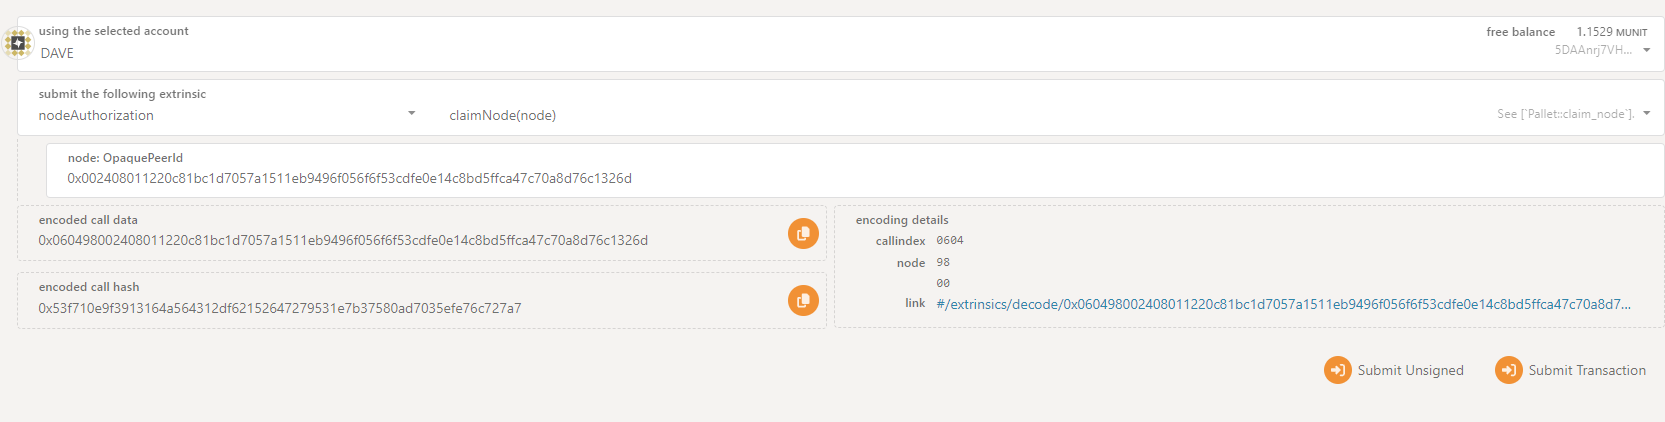 using the selected account
DAVE
free balance 1.1529 MUNIT
5DAAnrj7VH...
submit the following extrinsic
nodeAuthorization
claimNode(node)
See [`Pallet::claim_node`].
node: OpaquePeerId
0x002408011220c81bc1d7057a1511eb9496f056f6f53cdfe0e14c8bd5ffca47c70a8d76c1326d
encoded call data
0x060498002408011220c81bc1d7057a1511eb9496f056f6f53cdfe0e14c8bd5ffca47c70a8d76c1326d
encoded call hash
0x53f710e9f3913164a564312df62152647279531e7b37580ad7035efe76c727a7
encoding details
callindex 0604
node 98
00
link #/extrinsics/decode/0x060498002408011220c81bc1d7057a1511eb9496f056f6f53cdfe0e14c8bd5ffca47c70a8d7...
Submit Unsigned
Submit Transaction